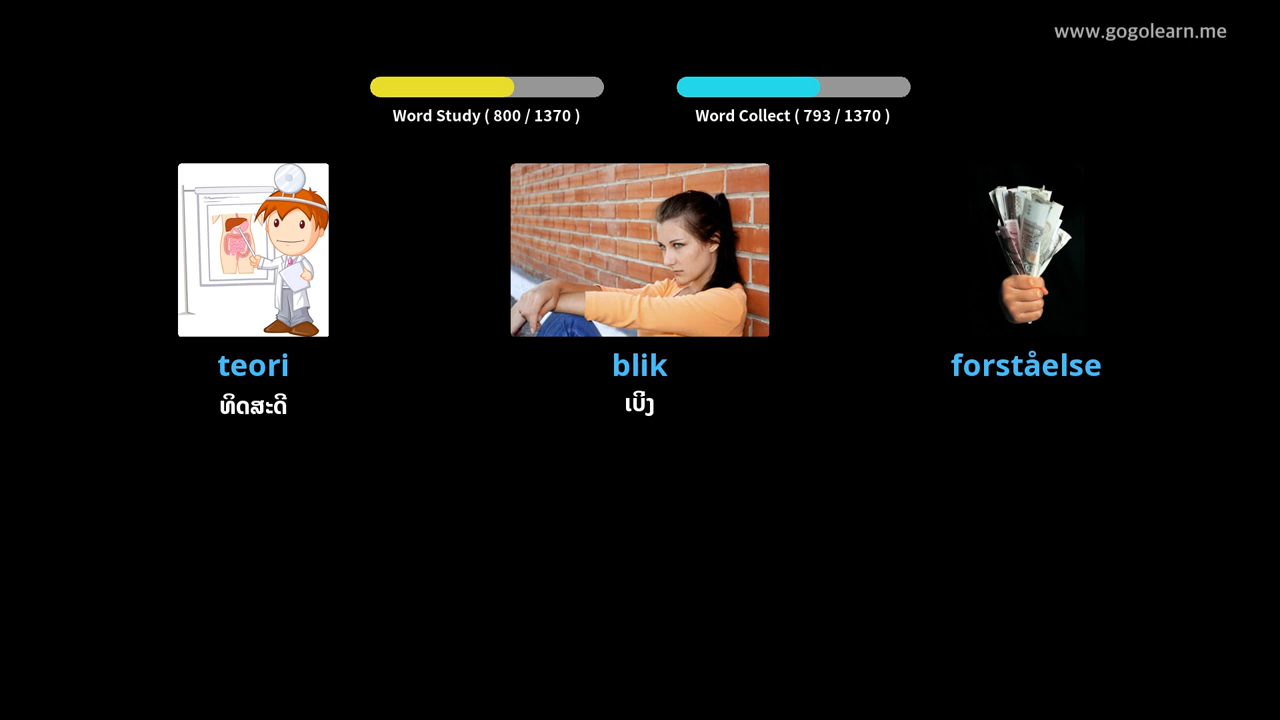 www.gogolearn.me
Word Study ( 800 / 1370 )
Word Collect ( 793 / 1370 )
teori
blik
forståelse
ທິດສະດີ
ເບິ່ງ